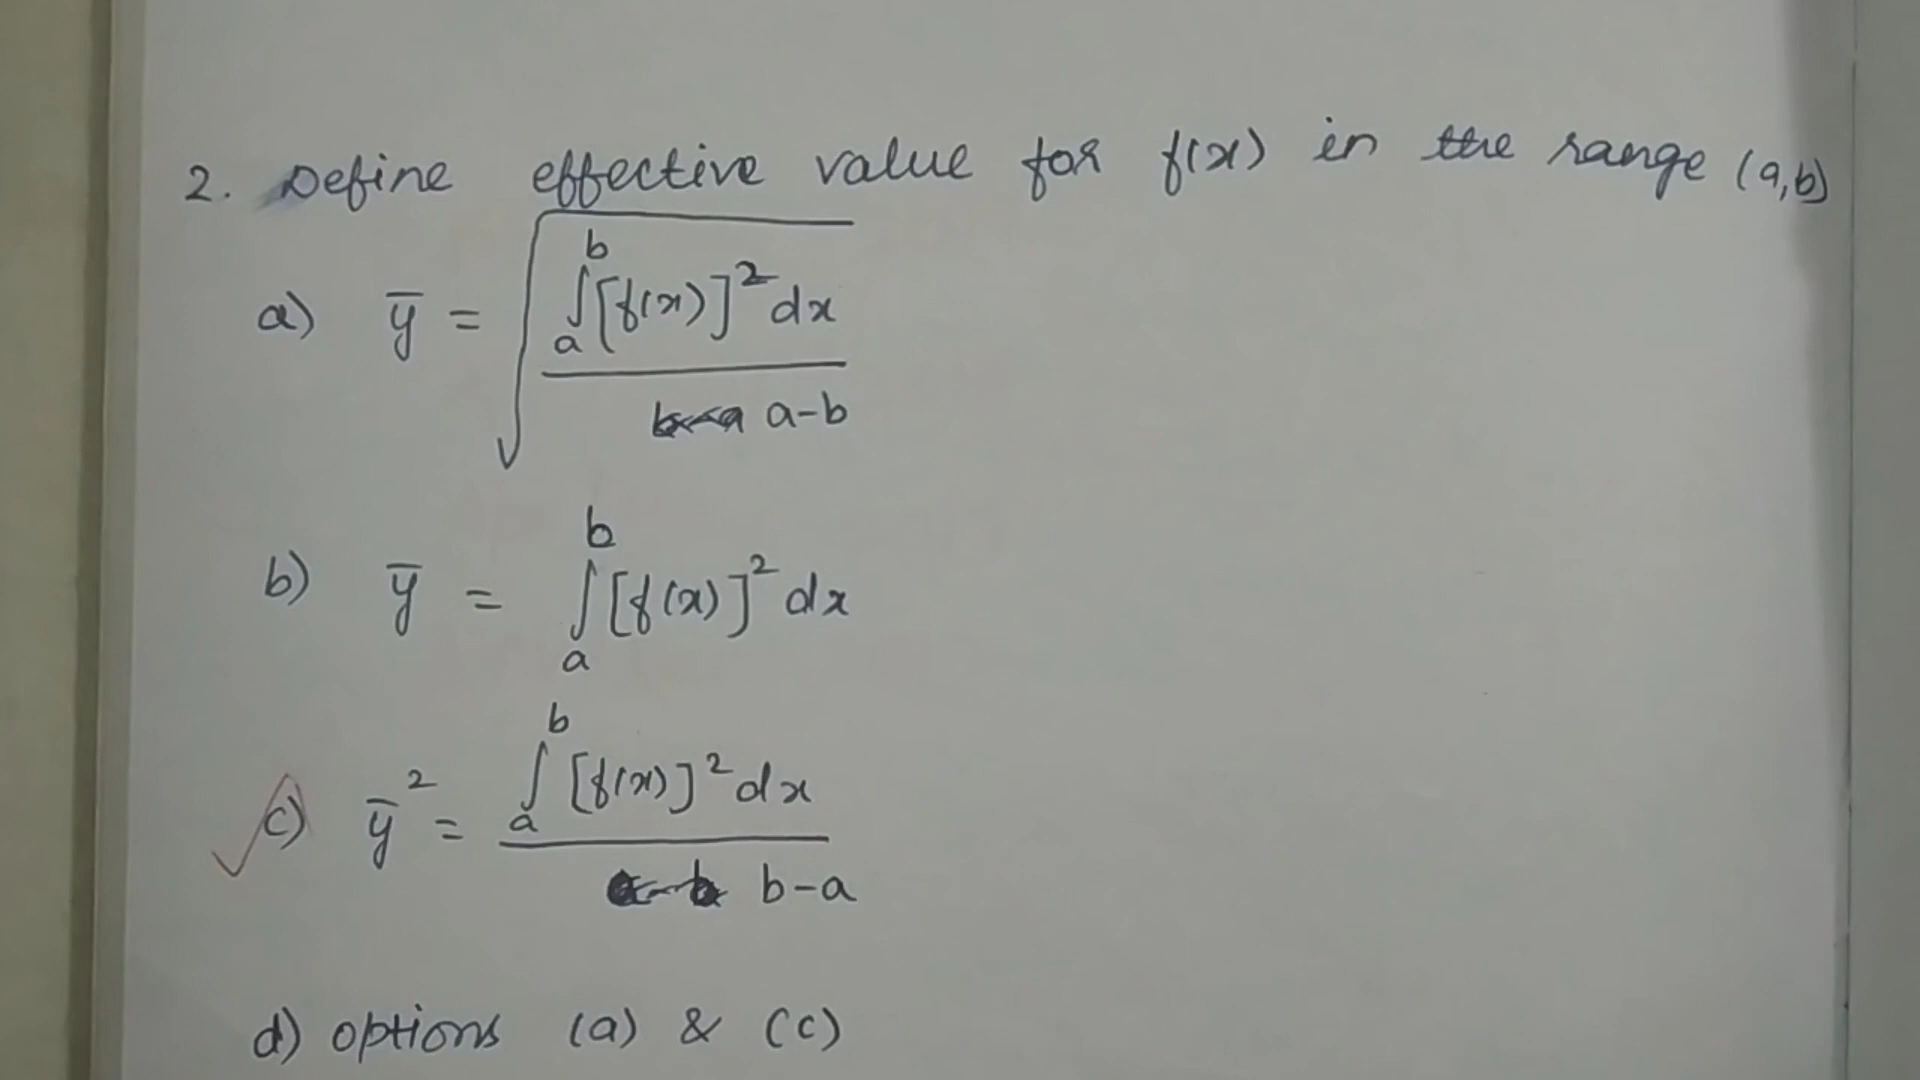 2. Define effective value for f(x) in the range (a,b)
a) ȳ = √(∫ₐᵇ [f(x)]² dx / a-b)
b) ȳ = ∫ₐᵇ [f(x)]² dx
c) ȳ² = ∫ₐᵇ [f(x)]² dx / b-a
d) options (a) & (c)